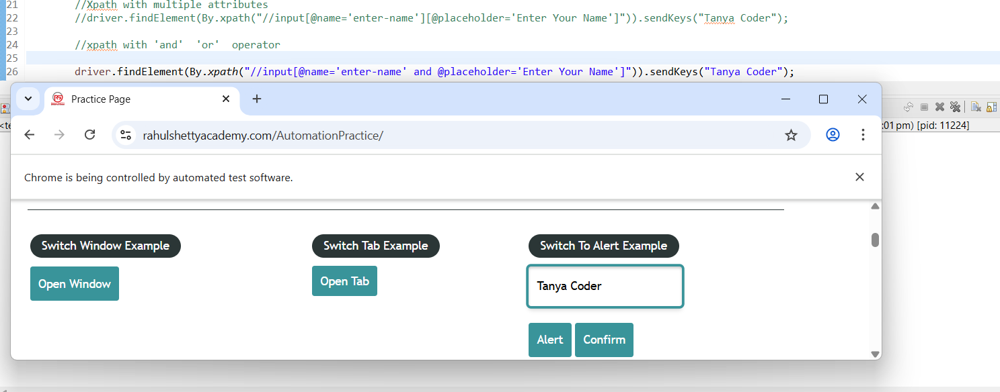 21 //Xpath with multiple attributes
22 //driver.findElement(By.xpath("//input[@name='enter-name'][@placeholder='Enter Your Name']")).sendKeys("Tanya Coder");
23
24 //xpath with 'and'  'or'  operator
25
26 driver.findElement(By.xpath("//input[@name='enter-name' and @placeholder='Enter Your Name']")).sendKeys("Tanya Coder");
Practice Page
<te
:01 pm) [pid: 11224]
rahulshettyacademy.com/AutomationPractice/
Chrome is being controlled by automated test software.
Switch Window Example Switch Tab Example Switch To Alert Example
Open Window Open Tab Tanya Coder
Alert Confirm